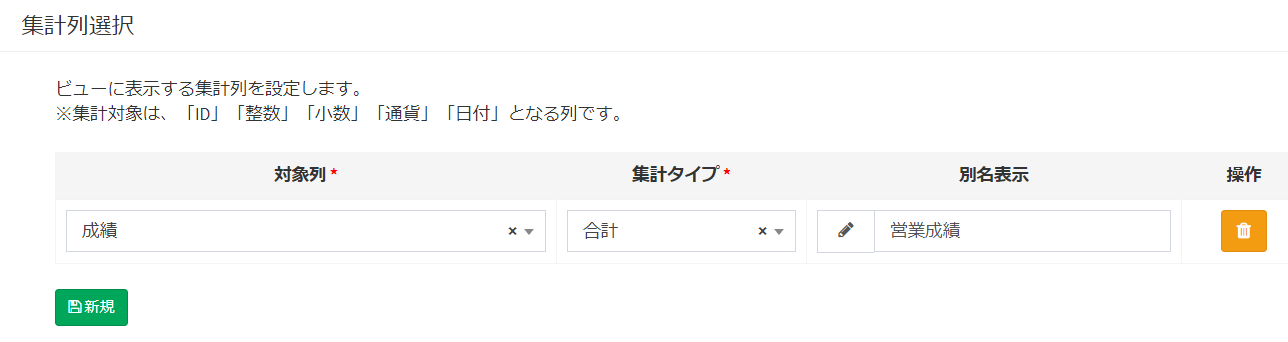 集計列選択
ビューに表示する集計列を設定します。
※集計対象は、「ID」「整数」「小数」「通貨」「日付」となる列です。
対象列* 集計タイプ* 別名表示 操作
成績 × 合計 × 営業成績
新規